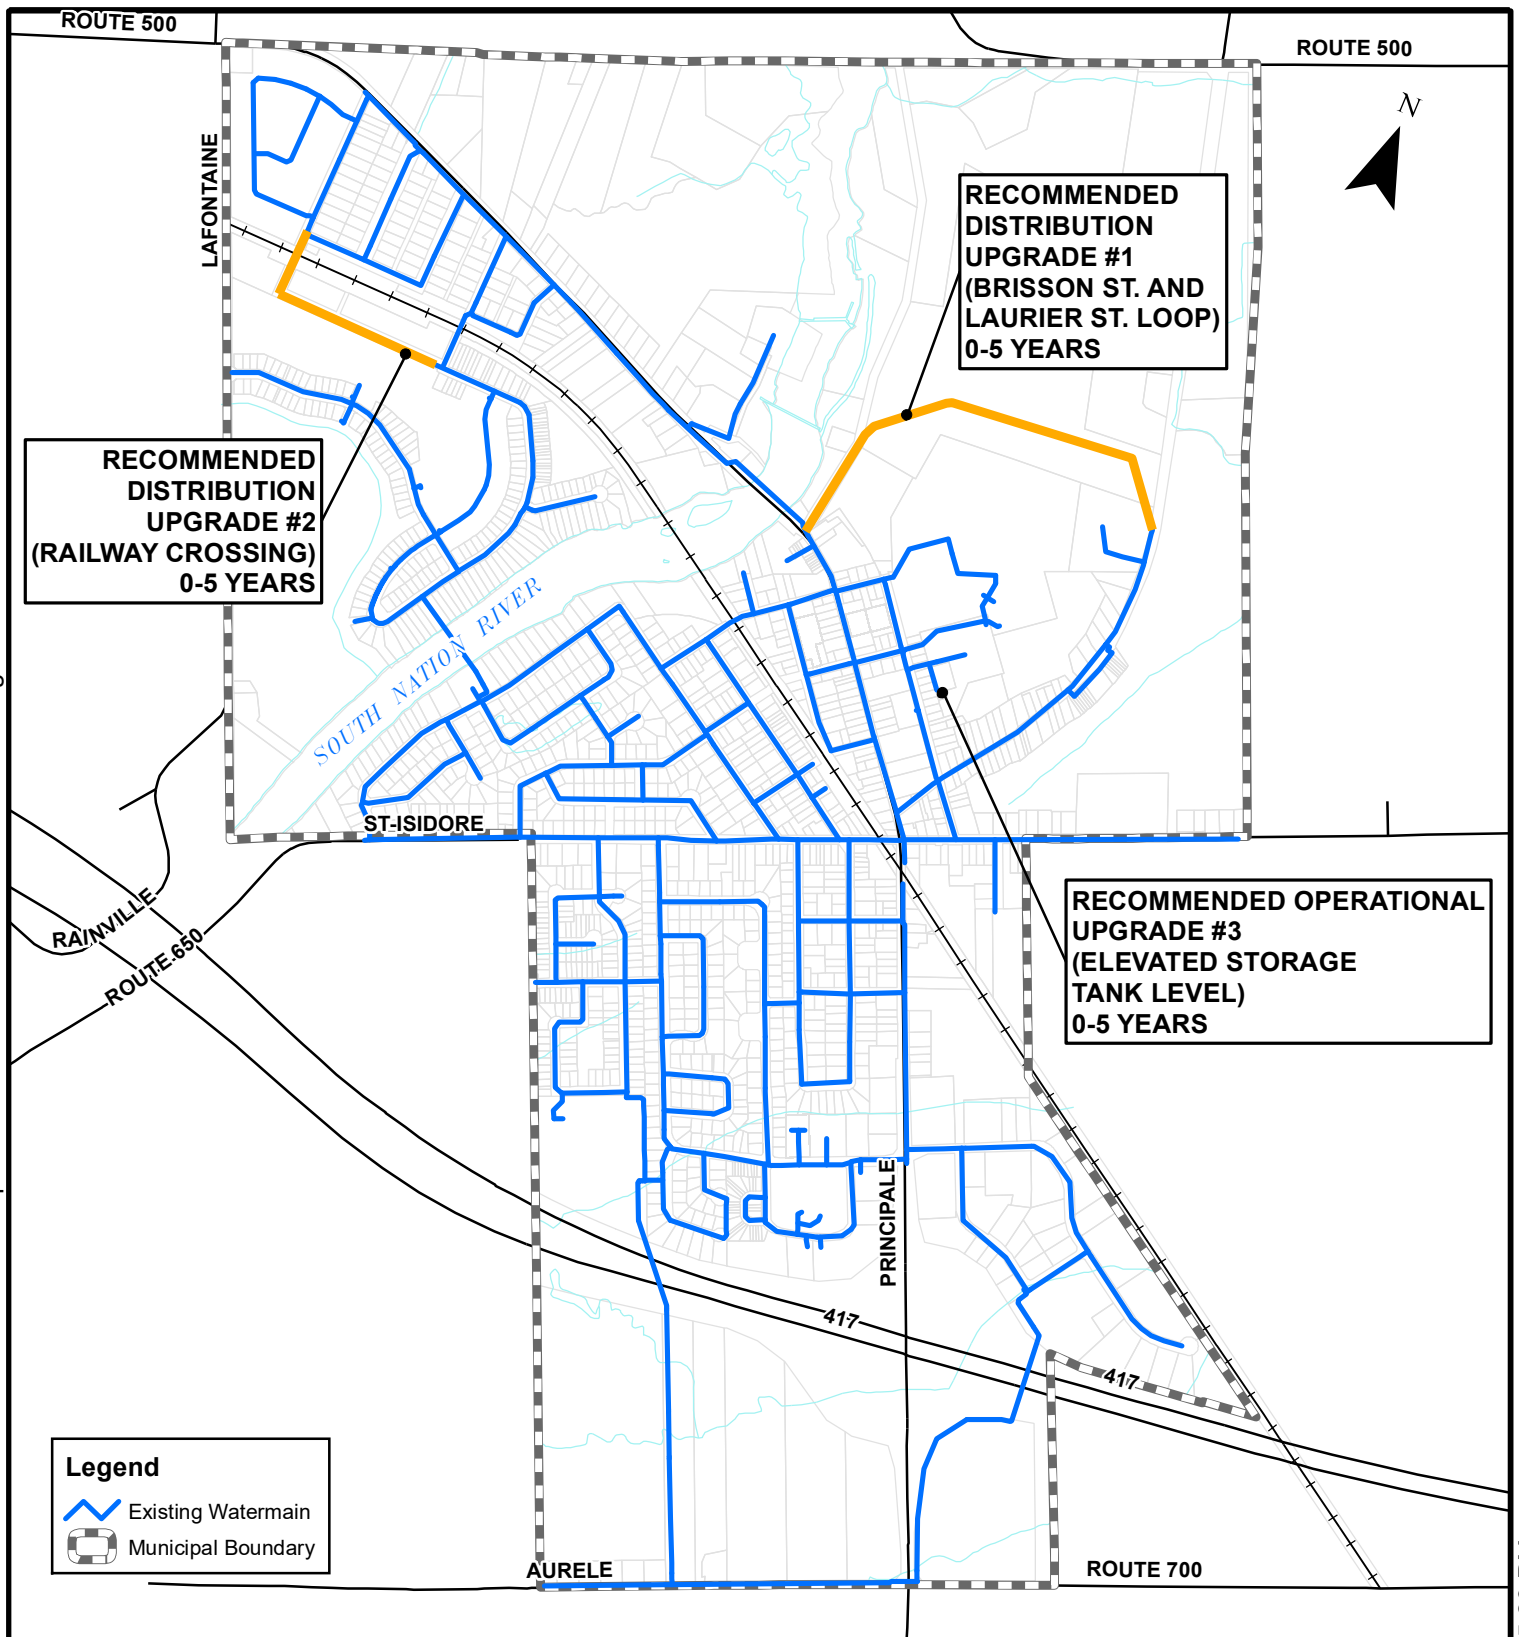 ROUTE 500
ROUTE 500
N
LAFONTAINE
RECOMMENDED
DISTRIBUTION
UPGRADE #1
(BRISSON ST. AND
LAURIER ST. LOOP)
0-5 YEARS
RECOMMENDED
DISTRIBUTION
UPGRADE #2
(RAILWAY CROSSING)
0-5 YEARS
SOUTH NATION RIVER
ST-ISIDORE
RAINVILLE
ROUTE 650
RECOMMENDED OPERATIONAL
UPGRADE #3
(ELEVATED STORAGE
TANK LEVEL)
0-5 YEARS
PRINCIPALE
417
417
Legend
Existing Watermain
Municipal Boundary
AURELE
ROUTE 700